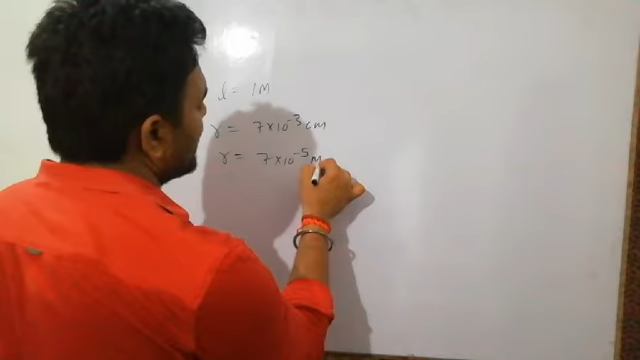 l = 1M
r = 7×10⁻³ cm
r = 7×10⁻⁵ M